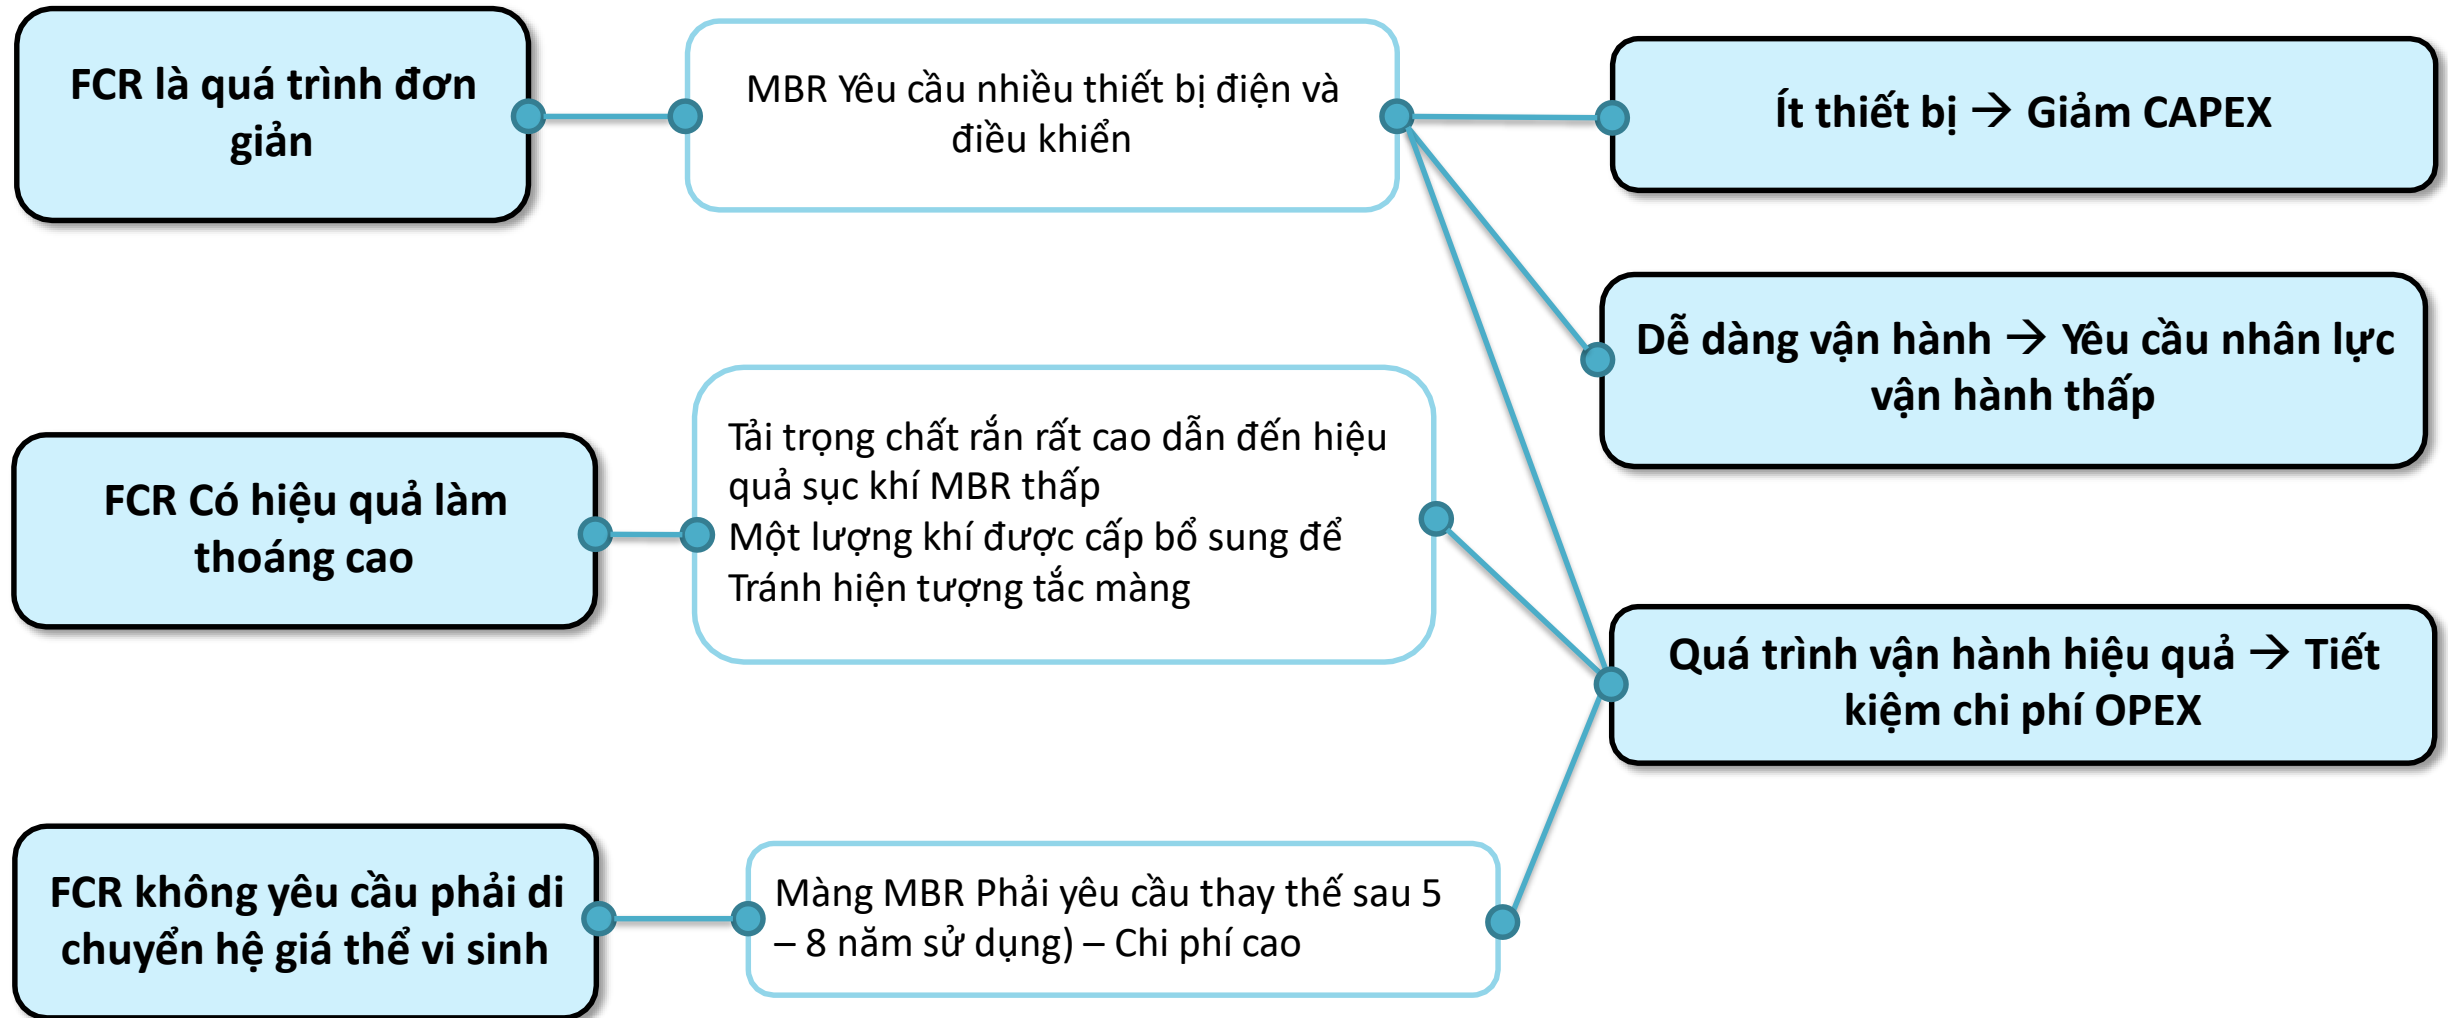 FCR là quá trình đơn
giản
MBR Yêu cầu nhiều thiết bị điện và
điều khiển
Ít thiết bị → Giảm CAPEX
Dễ dàng vận hành → Yêu cầu nhân lực
vận hành thấp
FCR Có hiệu quả làm
thoáng cao
Tải trọng chất rắn rất cao dẫn đến hiệu
quả sục khí MBR thấp
Một lượng khí được cấp bổ sung để
Tránh hiện tượng tắc màng
Quá trình vận hành hiệu quả → Tiết
kiệm chi phí OPEX
FCR không yêu cầu phải di
chuyển hệ giá thể vi sinh
Màng MBR Phải yêu cầu thay thế sau 5
– 8 năm sử dụng) – Chi phí cao